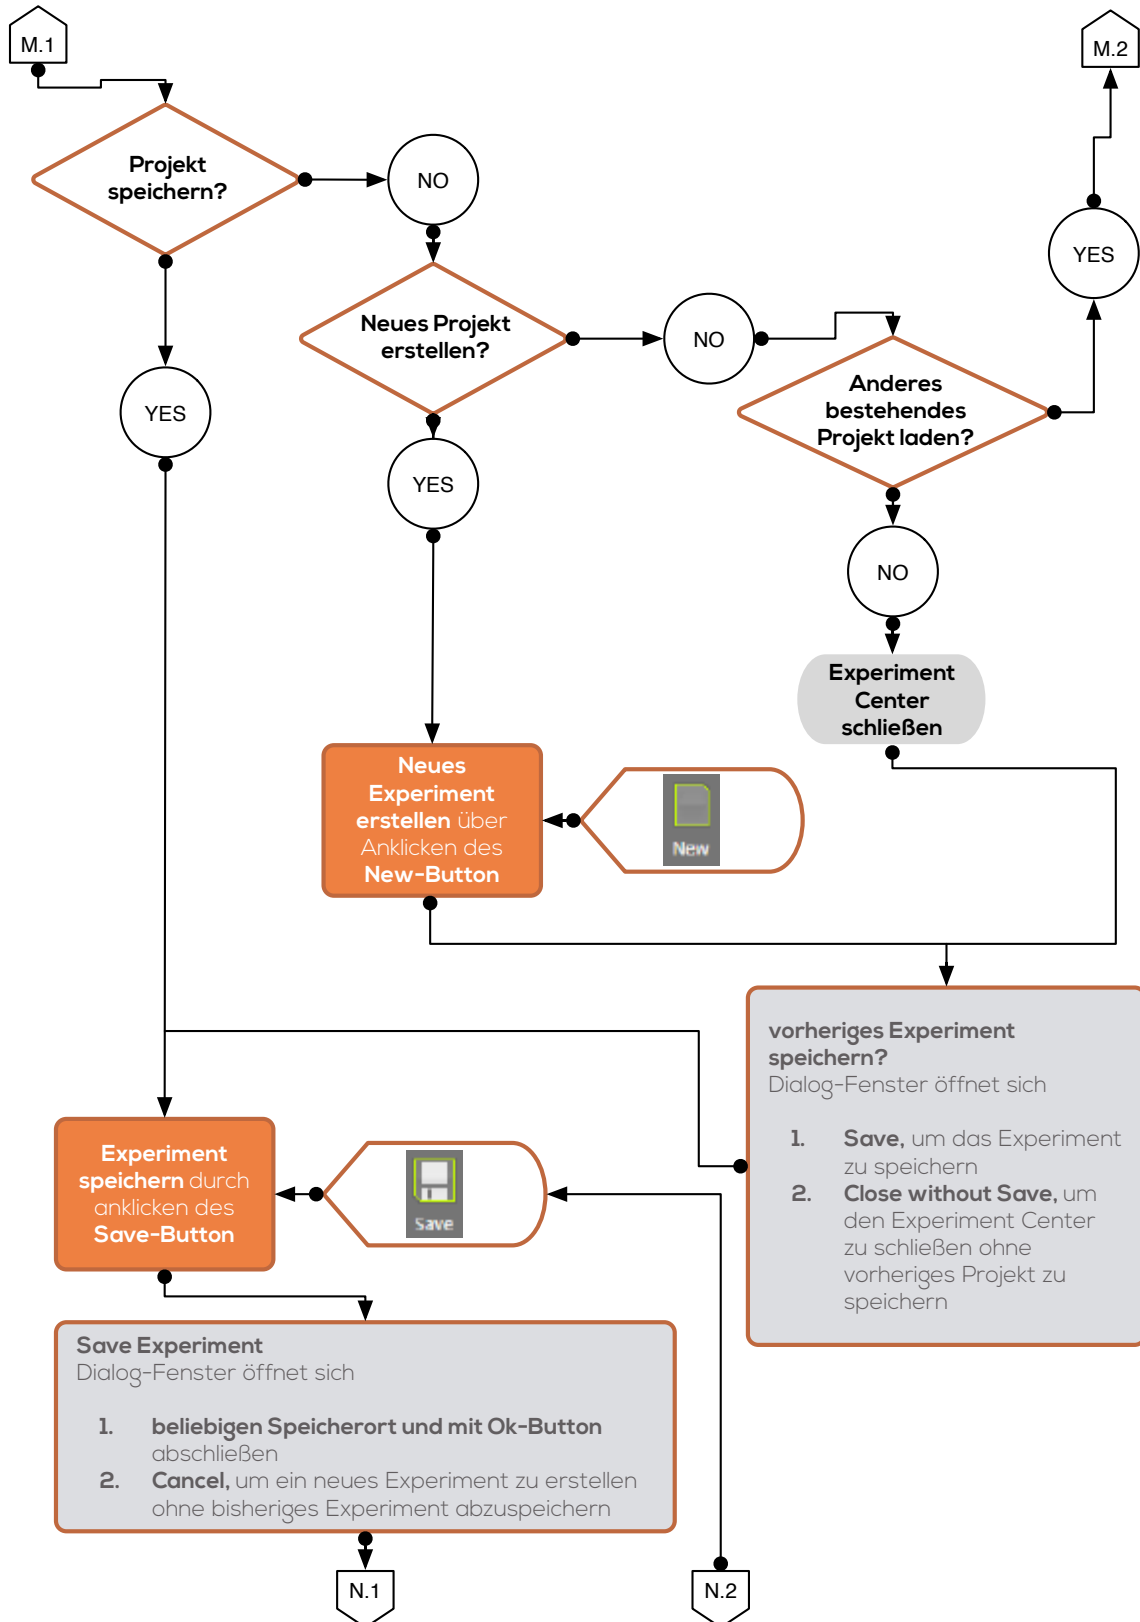 M.1
M.2
Projekt
speichern?
NO
YES
Neues Projekt
erstellen?
NO
Anderes
bestehendes
Projekt laden?
YES
YES
NO
Experiment
Center
schließen
Neues
Experiment
erstellen über
Anklicken des
New-Button
New
vorheriges Experiment
speichern?
Dialog-Fenster öffnet sich
1. Save, um das Experiment
zu speichern
2. Close without Save, um
den Experiment Center
zu schließen ohne
vorheriges Projekt zu
speichern
Experiment
speichern durch
anklicken des
Save-Button
Save
Save Experiment
Dialog-Fenster öffnet sich
1. beliebigen Speicherort und mit Ok-Button
abschließen
2. Cancel, um ein neues Experiment zu erstellen
ohne bisheriges Experiment abzuspeichern
N.1
N.2